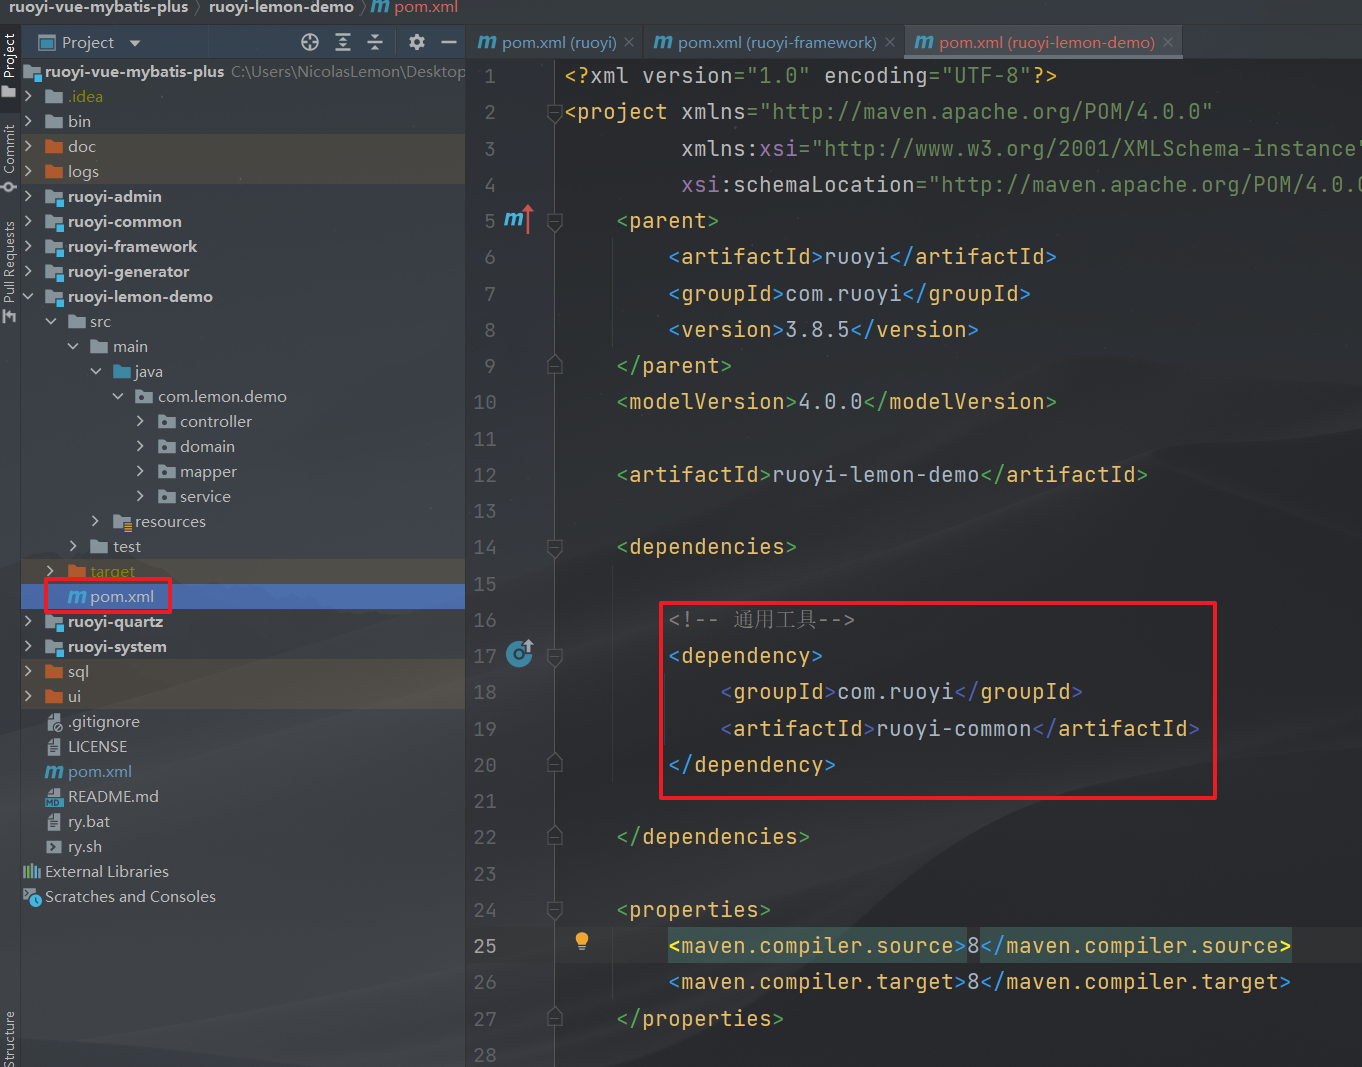 ruoyi-vue-mybatis-plus › ruoyi-lemon-demo › pom.xml
Project
Commit
Pull Requests
Structure
Project
ruoyi-vue-mybatis-plus C:\Users\NicolasLemon\Desktop
.idea
bin
doc
logs
ruoyi-admin
ruoyi-common
ruoyi-framework
ruoyi-generator
ruoyi-lemon-demo
src
main
java
com.lemon.demo
controller
domain
mapper
service
resources
test
target
pom.xml
ruoyi-quartz
ruoyi-system
sql
ui
.gitignore
LICENSE
pom.xml
README.md
ry.bat
ry.sh
External Libraries
Scratches and Consoles
pom.xml (ruoyi) pom.xml (ruoyi-framework) pom.xml (ruoyi-lemon-demo)
1 <?xml version="1.0" encoding="UTF-8"?>
2 <project xmlns="http://maven.apache.org/POM/4.0.0"
3 xmlns:xsi="http://www.w3.org/2001/XMLSchema-instance"
4 xsi:schemaLocation="http://maven.apache.org/POM/4.0.0
5 <parent>
6 <artifactId>ruoyi</artifactId>
7 <groupId>com.ruoyi</groupId>
8 <version>3.8.5</version>
9 </parent>
10 <modelVersion>4.0.0</modelVersion>
11
12 <artifactId>ruoyi-lemon-demo</artifactId>
13
14 <dependencies>
15
16 <!-- 通用工具-->
17 <dependency>
18 <groupId>com.ruoyi</groupId>
19 <artifactId>ruoyi-common</artifactId>
20 </dependency>
21
22 </dependencies>
23
24 <properties>
25 <maven.compiler.source>8</maven.compiler.source>
26 <maven.compiler.target>8</maven.compiler.target>
27 </properties>
28